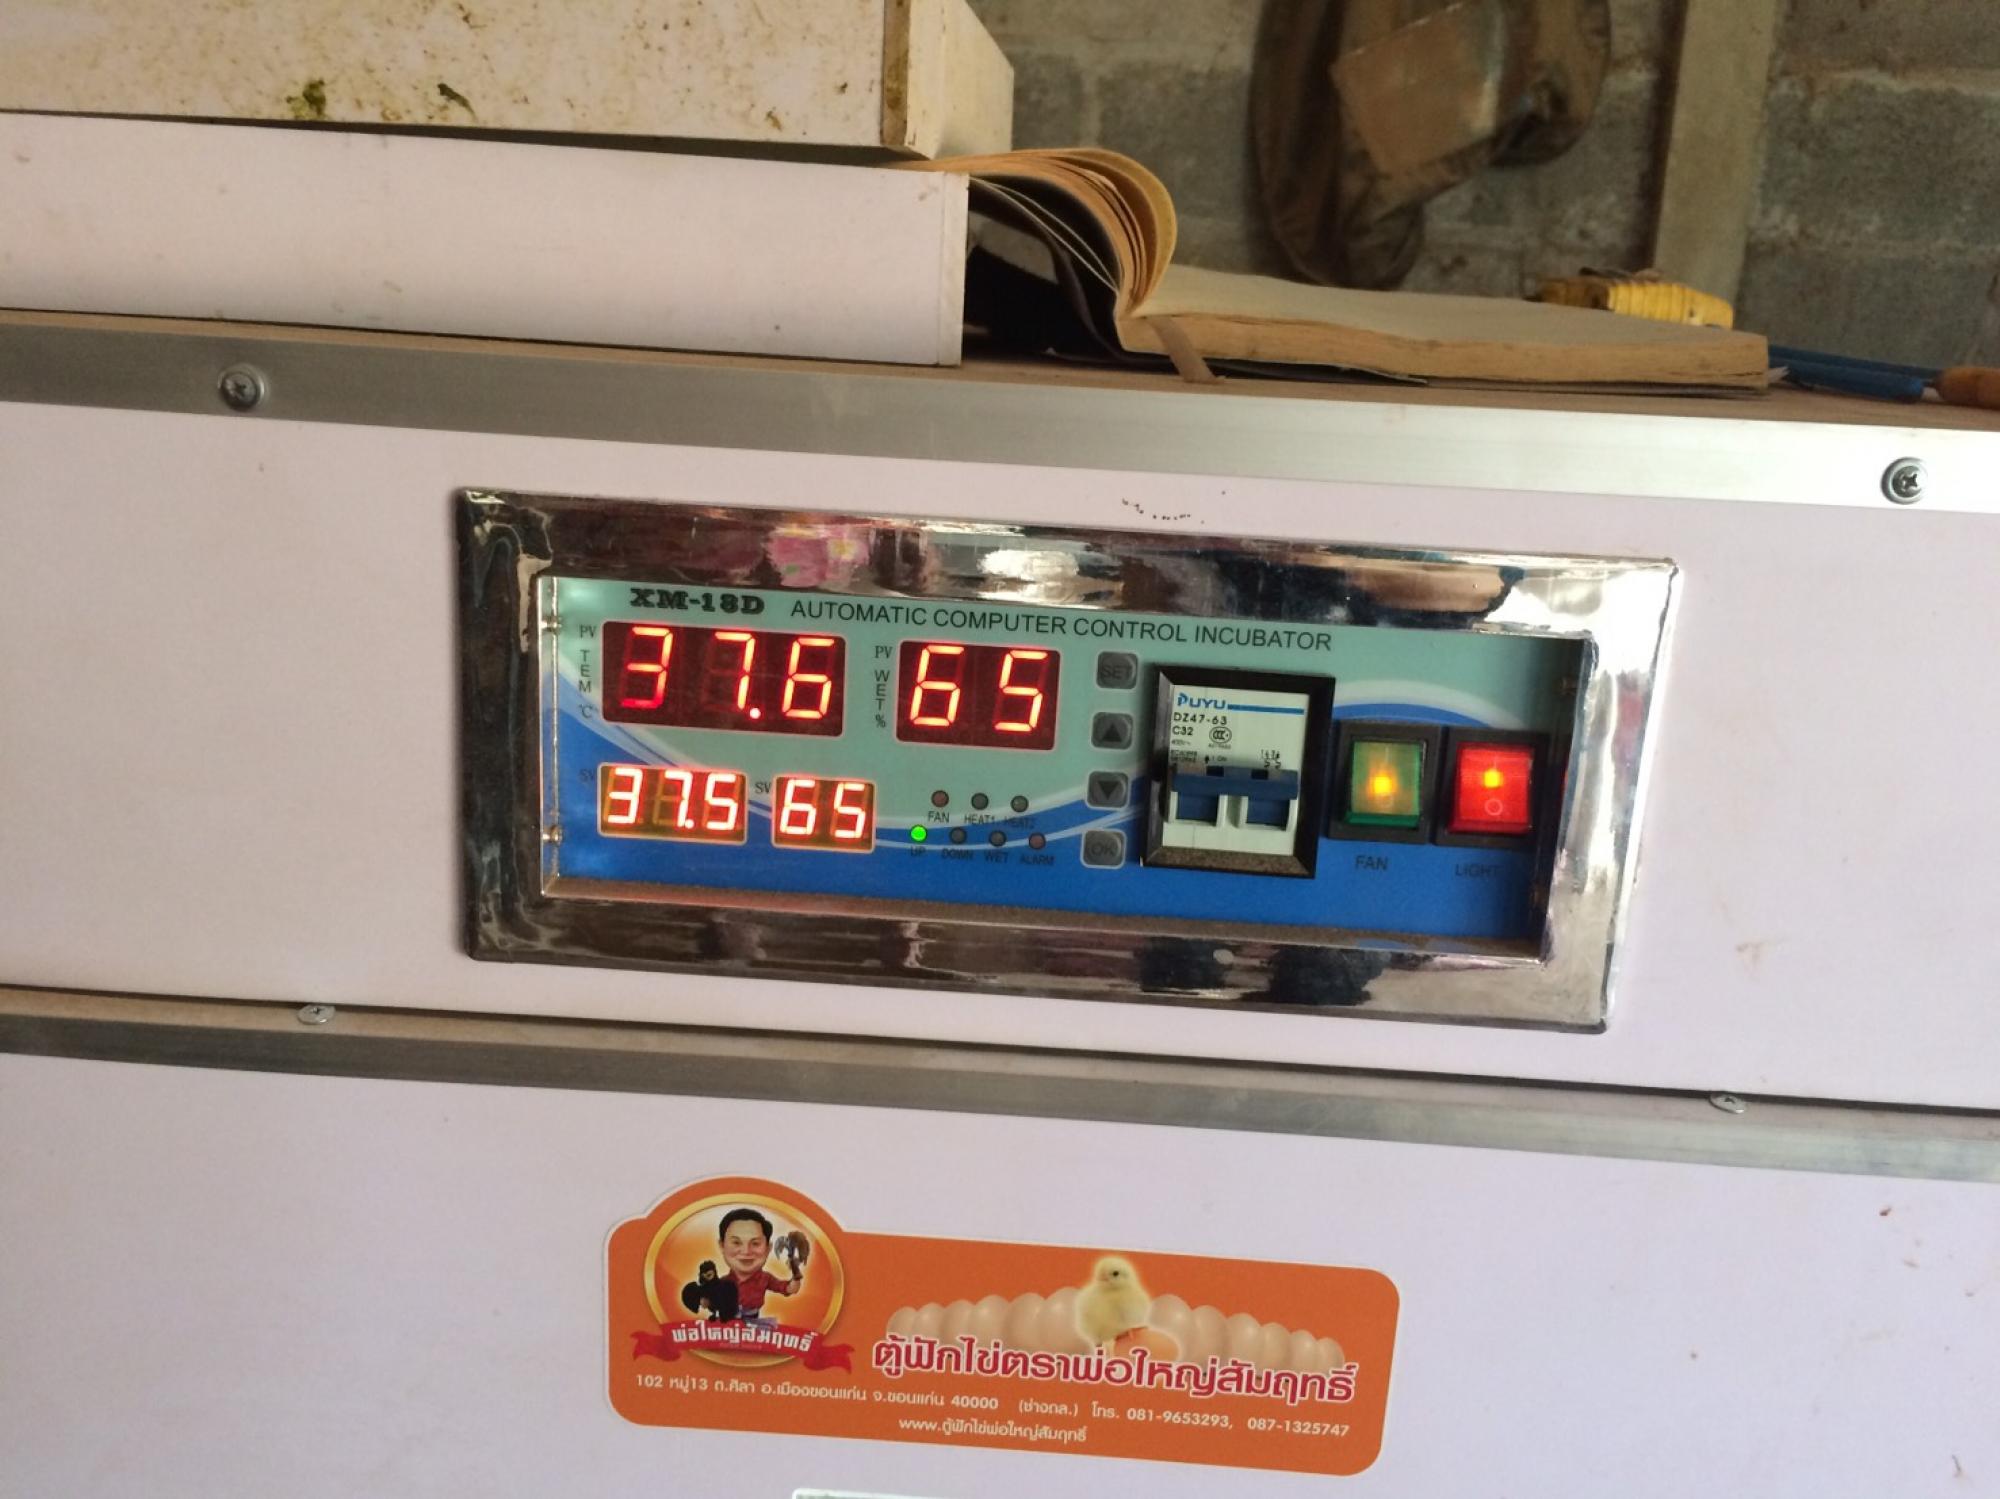 XM-18D AUTOMATIC COMPUTER CONTROL INCUBATOR
PV TEM °C 37.6
PV WET% 65
SET
SV 37.5
SV 65
FAN HEAT1 HEAT2
UP DOWN WET ALARM
OK
PUYU
DZ47-63
C32
FAN
LIGHT
พ่อใหญ่สัมฤทธิ์
ตู้ฟักไข่ตราพ่อใหญ่สัมฤทธิ์
102 หมู่13 ต.ศิลา อ.เมืองขอนแก่น จ.ขอนแก่น 40000 (ช่างกล.) โทร. 081-9653293, 087-1325747
www.ตู้ฟักไข่พ่อใหญ่สัมฤทธิ์